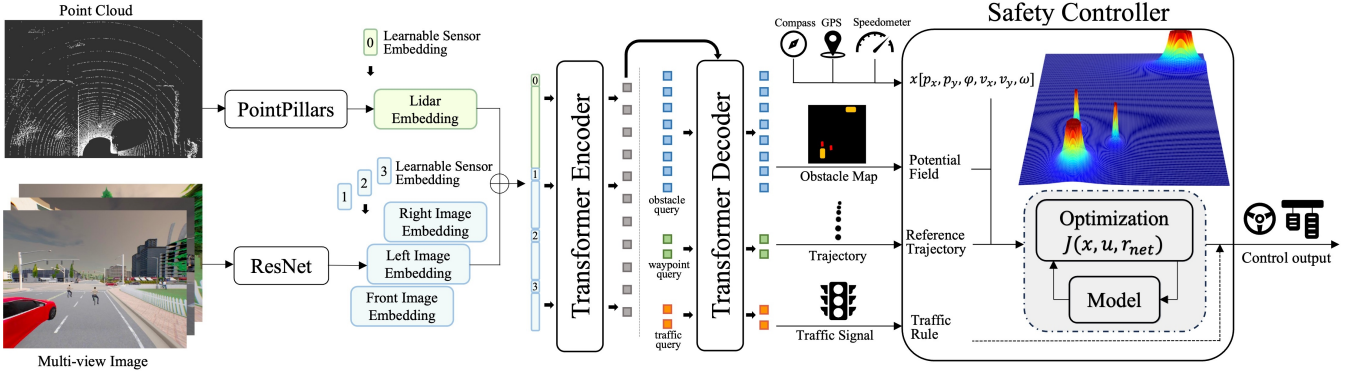 Point Cloud
0
Learnable Sensor
Embedding
PointPillars
Lidar
Embedding
1
2
3
Learnable Sensor
Embedding
Right Image
Embedding
Left Image
Embedding
Front Image
Embedding
ResNet
Multi-view Image
0
1
2
3
Transformer Encoder
obstacle
query
waypoint
query
traffic
query
Transformer Decoder
Compass
GPS
Speedometer
Obstacle Map
Trajectory
Traffic Signal
Safety Controller
x[p_x, p_y, φ, v_x, v_y, ω]
Potential
Field
Reference
Trajectory
Traffic
Rule
Optimization
J(x, u, r_net)
Model
Control output